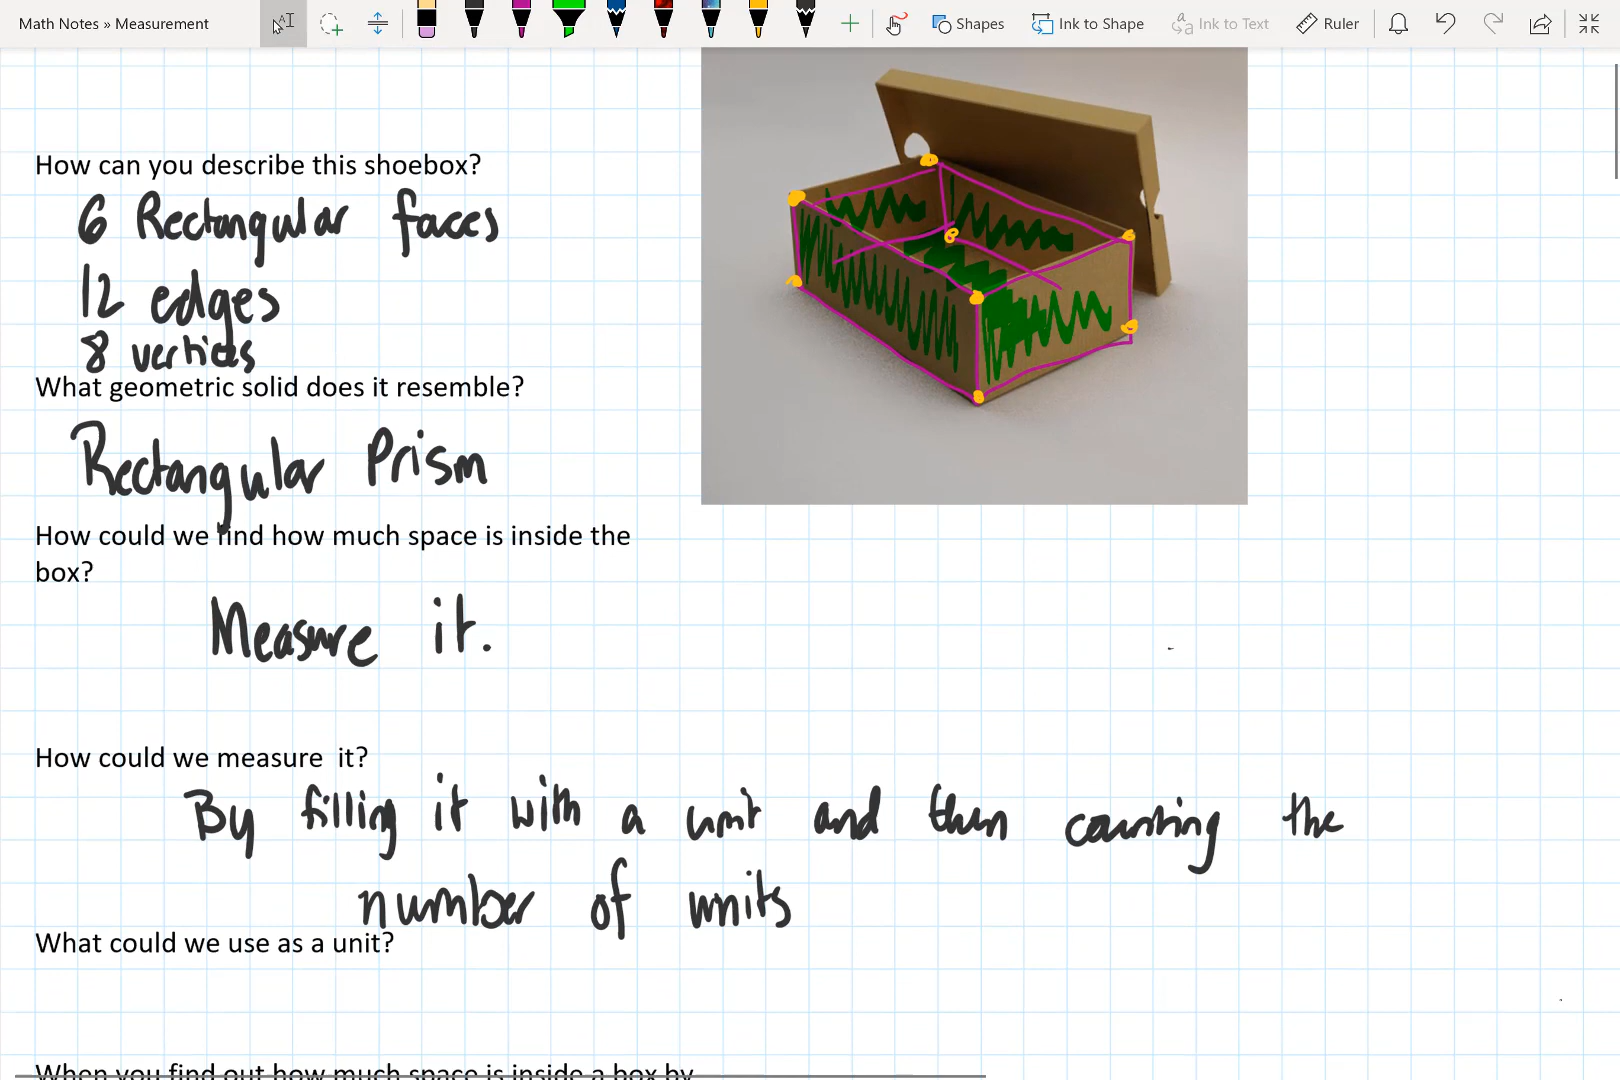 Math Notes » Measurement
Shapes
Ink to Shape
Ink to Text
Ruler
How can you describe this shoebox?
6 Rectangular faces
12 edges
8 vertices
What geometric solid does it resemble?
Rectangular Prism
How could we find how much space is inside the
box?
Measure it.
How could we measure it?
By filling it with a unit and then counting the
number of units
What could we use as a unit?
When you find out how much space is inside a box by